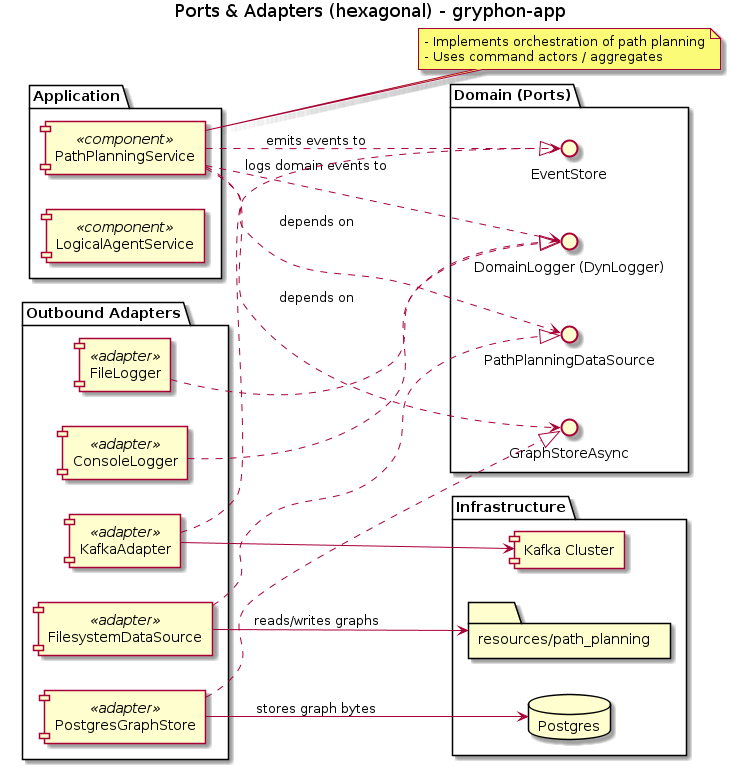 Ports & Adapters (hexagonal) - gryphon-app
- Implements orchestration of path planning
- Uses command actors / aggregates
Application
«component»
PathPlanningService
«component»
LogicalAgentService
Domain (Ports)
EventStore
DomainLogger (DynLogger)
PathPlanningDataSource
GraphStoreAsync
emits events to
logs domain events to
depends on
depends on
Outbound Adapters
«adapter»
FileLogger
«adapter»
ConsoleLogger
«adapter»
KafkaAdapter
«adapter»
FilesystemDataSource
«adapter»
PostgresGraphStore
reads/writes graphs
stores graph bytes
Infrastructure
Kafka Cluster
resources/path_planning
Postgres